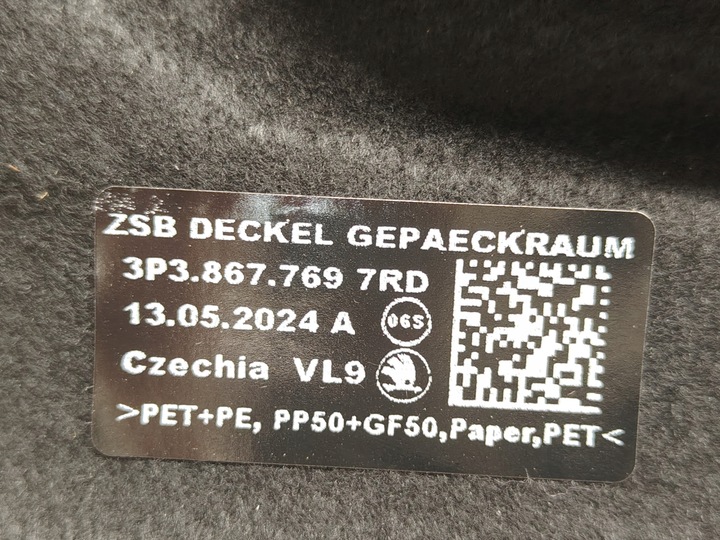 ZSB DECKEL GEPAECKRAUM
3P3.867.769 7RD
13.05.2024 A 06S
Czechia VL9
>PET+PE, PP50+GF50,Paper,PET<